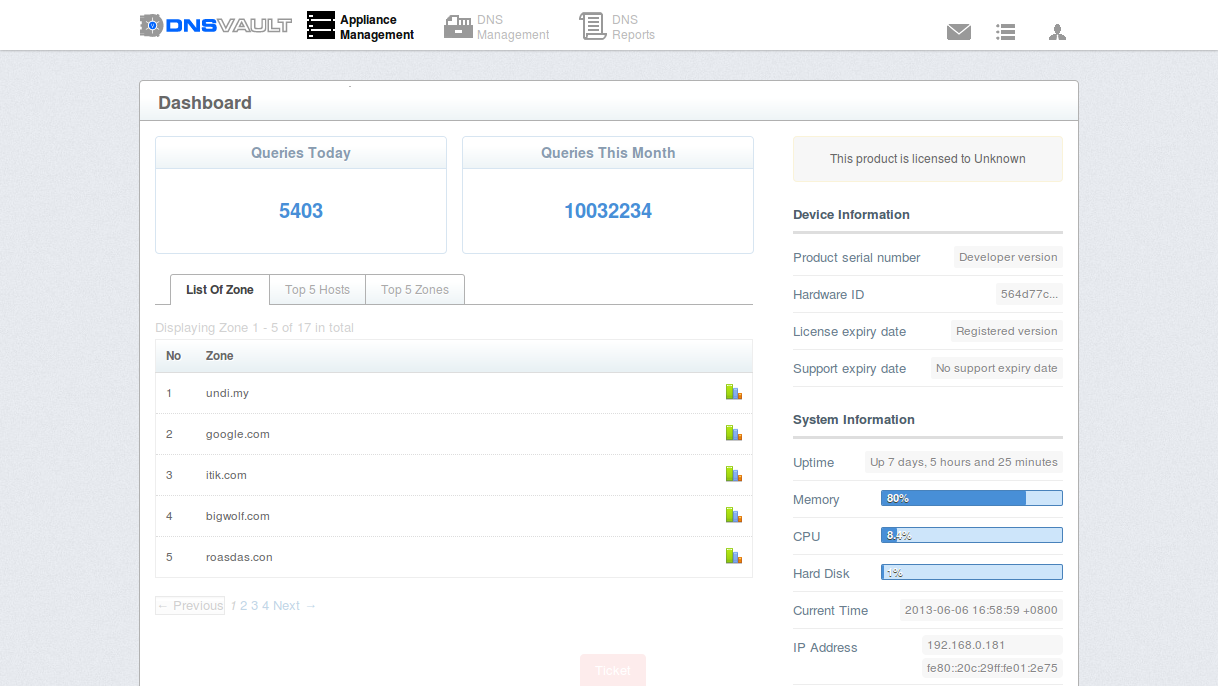 DNSVAULT
Appliance Management
DNS Management
DNS Reports
Dashboard
Queries Today
5403
Queries This Month
10032234
List Of Zone
Top 5 Hosts
Top 5 Zones
Displaying Zone 1 - 5 of 17 in total
No Zone
1 undi.my
2 google.com
3 itik.com
4 bigwolf.com
5 roasdas.con
← Previous 1 2 3 4 Next →
Ticket
This product is licensed to Unknown
Device Information
Product serial number Developer version
Hardware ID 564d77c...
License expiry date Registered version
Support expiry date No support expiry date
System Information
Uptime Up 7 days, 5 hours and 25 minutes
Memory 80%
CPU 8.4%
Hard Disk 1%
Current Time 2013-06-06 16:58:59 +0800
IP Address 192.168.0.181
fe80::20c:29ff:fe01:2e75